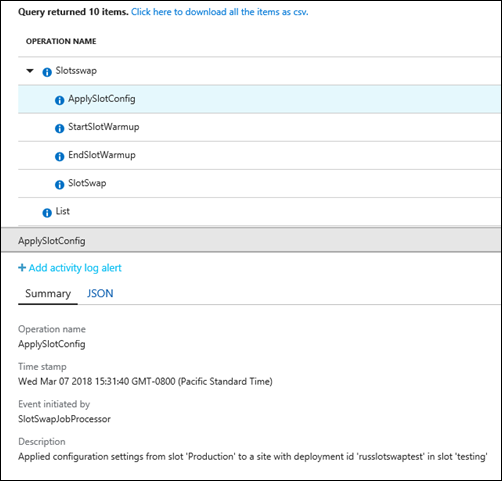 Query returned 10 items. Click here to download all the items as csv.
OPERATION NAME
Slotsswap
ApplySlotConfig
StartSlotWarmup
EndSlotWarmup
SlotSwap
List
ApplySlotConfig
+ Add activity log alert
Summary JSON
Operation name
ApplySlotConfig
Time stamp
Wed Mar 07 2018 15:31:40 GMT-0800 (Pacific Standard Time)
Event initiated by
SlotSwapJobProcessor
Description
Applied configuration settings from slot 'Production' to a site with deployment id 'russlotswaptest' in slot 'testing'